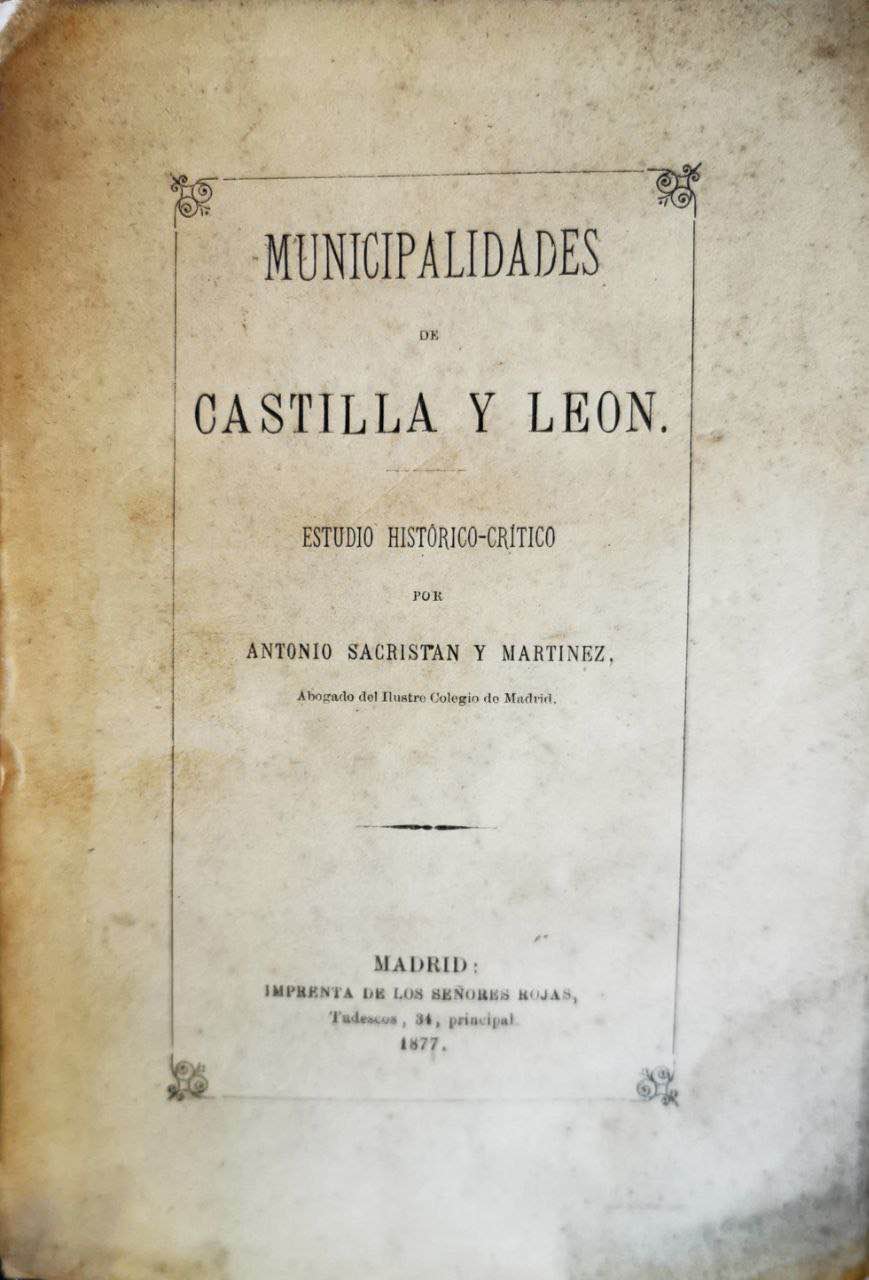 MUNICIPALIDADES
DE
CASTILLA Y LEON.
ESTUDIO HISTÓRICO-CRÍTICO
POR
ANTONIO SACRISTAN Y MARTINEZ,
Abogado del Ilustre Colegio de Madrid.
MADRID:
IMPRENTA DE LOS SEÑORES ROJAS,
Tudescos, 34, principal.
1877.